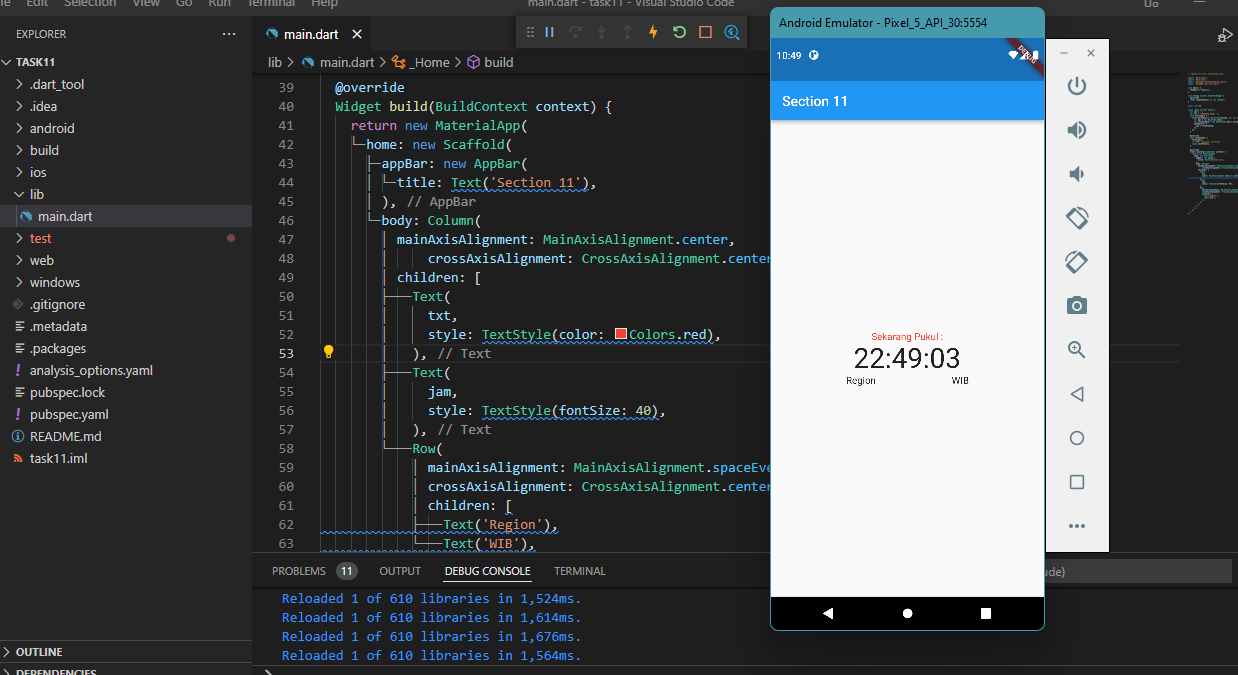 Edit Selection View Go Run Terminal Help
main.dart - task11 - Visual Studio Code
EXPLORER
TASK11
.dart_tool
.idea
android
build
ios
lib
main.dart
test
web
windows
.gitignore
.metadata
.packages
analysis_options.yaml
pubspec.lock
pubspec.yaml
README.md
task11.iml
OUTLINE
DEPENDENCIES
main.dart
lib > main.dart > _Home > build
39 @override
40 Widget build(BuildContext context) {
41 return new MaterialApp(
42 home: new Scaffold(
43 appBar: new AppBar(
44 title: Text('Section 11'),
45 ), // AppBar
46 body: Column(
47 mainAxisAlignment: MainAxisAlignment.center,
48 crossAxisAlignment: CrossAxisAlignment.center
49 children: [
50 Text(
51 txt,
52 style: TextStyle(color: Colors.red),
53 ), // Text
54 Text(
55 jam,
56 style: TextStyle(fontSize: 40),
57 ), // Text
58 Row(
59 mainAxisAlignment: MainAxisAlignment.spaceEve
60 crossAxisAlignment: CrossAxisAlignment.center
61 children: [
62 Text('Region'),
63 Text('WIB'),
PROBLEMS 11 OUTPUT DEBUG CONSOLE TERMINAL
ude)
Reloaded 1 of 610 libraries in 1,524ms.
Reloaded 1 of 610 libraries in 1,614ms.
Reloaded 1 of 610 libraries in 1,676ms.
Reloaded 1 of 610 libraries in 1,564ms.
Android Emulator - Pixel_5_API_30:5554
10:49
DEBUG
Section 11
Sekarang Pukul :
22:49:03
Region WIB